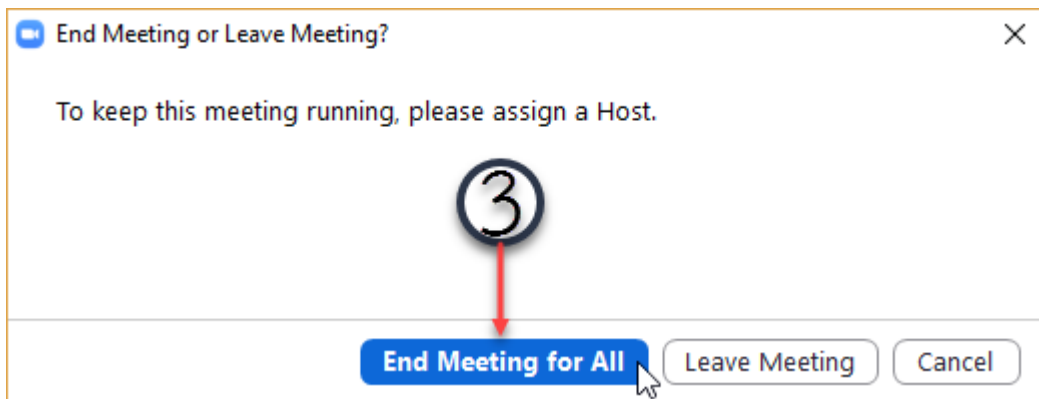 End Meeting or Leave Meeting?
To keep this meeting running, please assign a Host.
3
End Meeting for All Leave Meeting Cancel